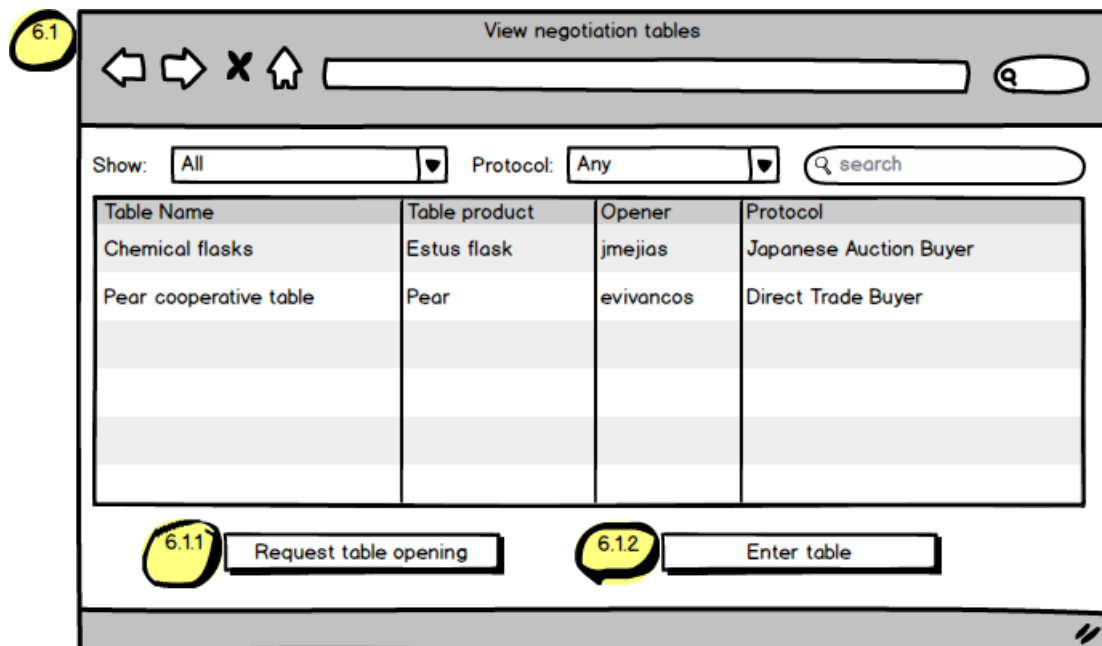 6.1
View negotiation tables
Show: All Protocol: Any search
Table Name Table product Opener Protocol
Chemical flasks Estus flask jmejias Japanese Auction Buyer
Pear cooperative table Pear evivancos Direct Trade Buyer
6.1.1 Request table opening 6.1.2 Enter table